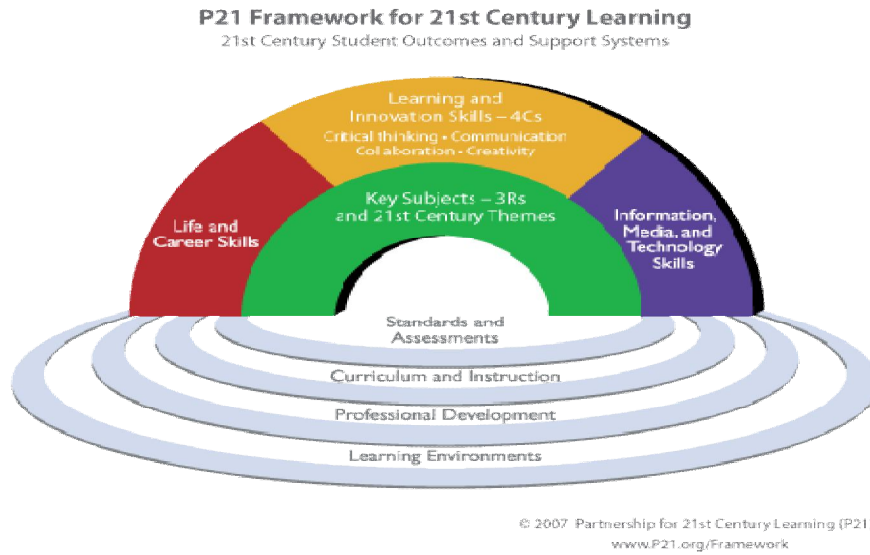 P21 Framework for 21st Century Learning
21st Century Student Outcomes and Support Systems
Learning and
Innovation Skills – 4Cs
Critical thinking • Communication
Collaboration • Creativity
Key Subjects – 3Rs
and 21st Century Themes
Life and
Career Skills
Information,
Media, and
Technology
Skills
Standards and
Assessments
Curriculum and Instruction
Professional Development
Learning Environments
© 2007 Partnership for 21st Century Learning (P21
www.P21.org/Framework